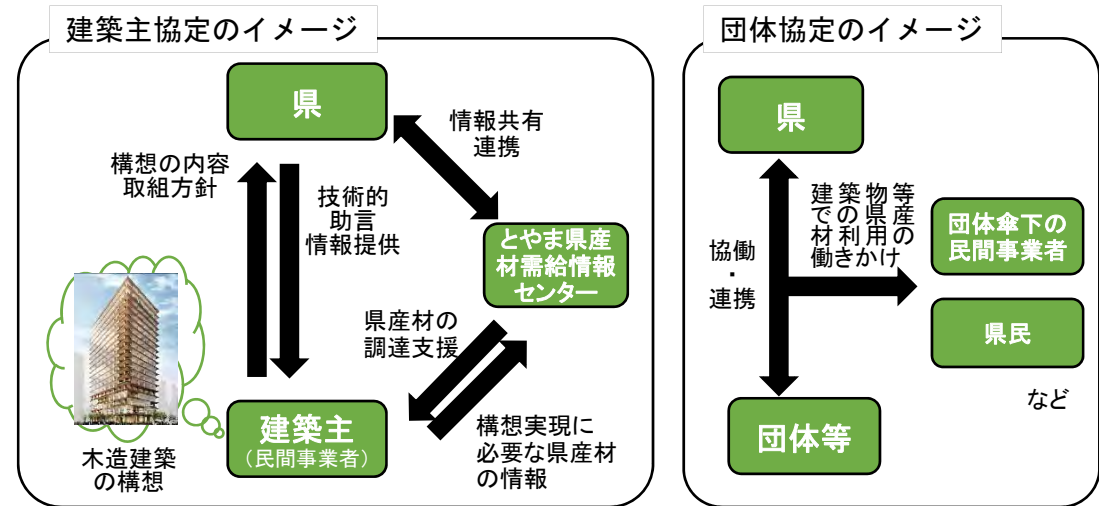 建築主協定のイメージ
県
情報共有
連携
構想の内容
取組方針
技術的
助言
情報提供
とやま県産
材需給情報
センター
県産材の
調達支援
建築主
（民間事業者）
構想実現に
必要な県産材
の情報
木造建築
の構想
団体協定のイメージ
県
建築物等
での県産
材利用の
働きかけ
協働
・
連携
団体傘下の
民間事業者
県民
など
団体等